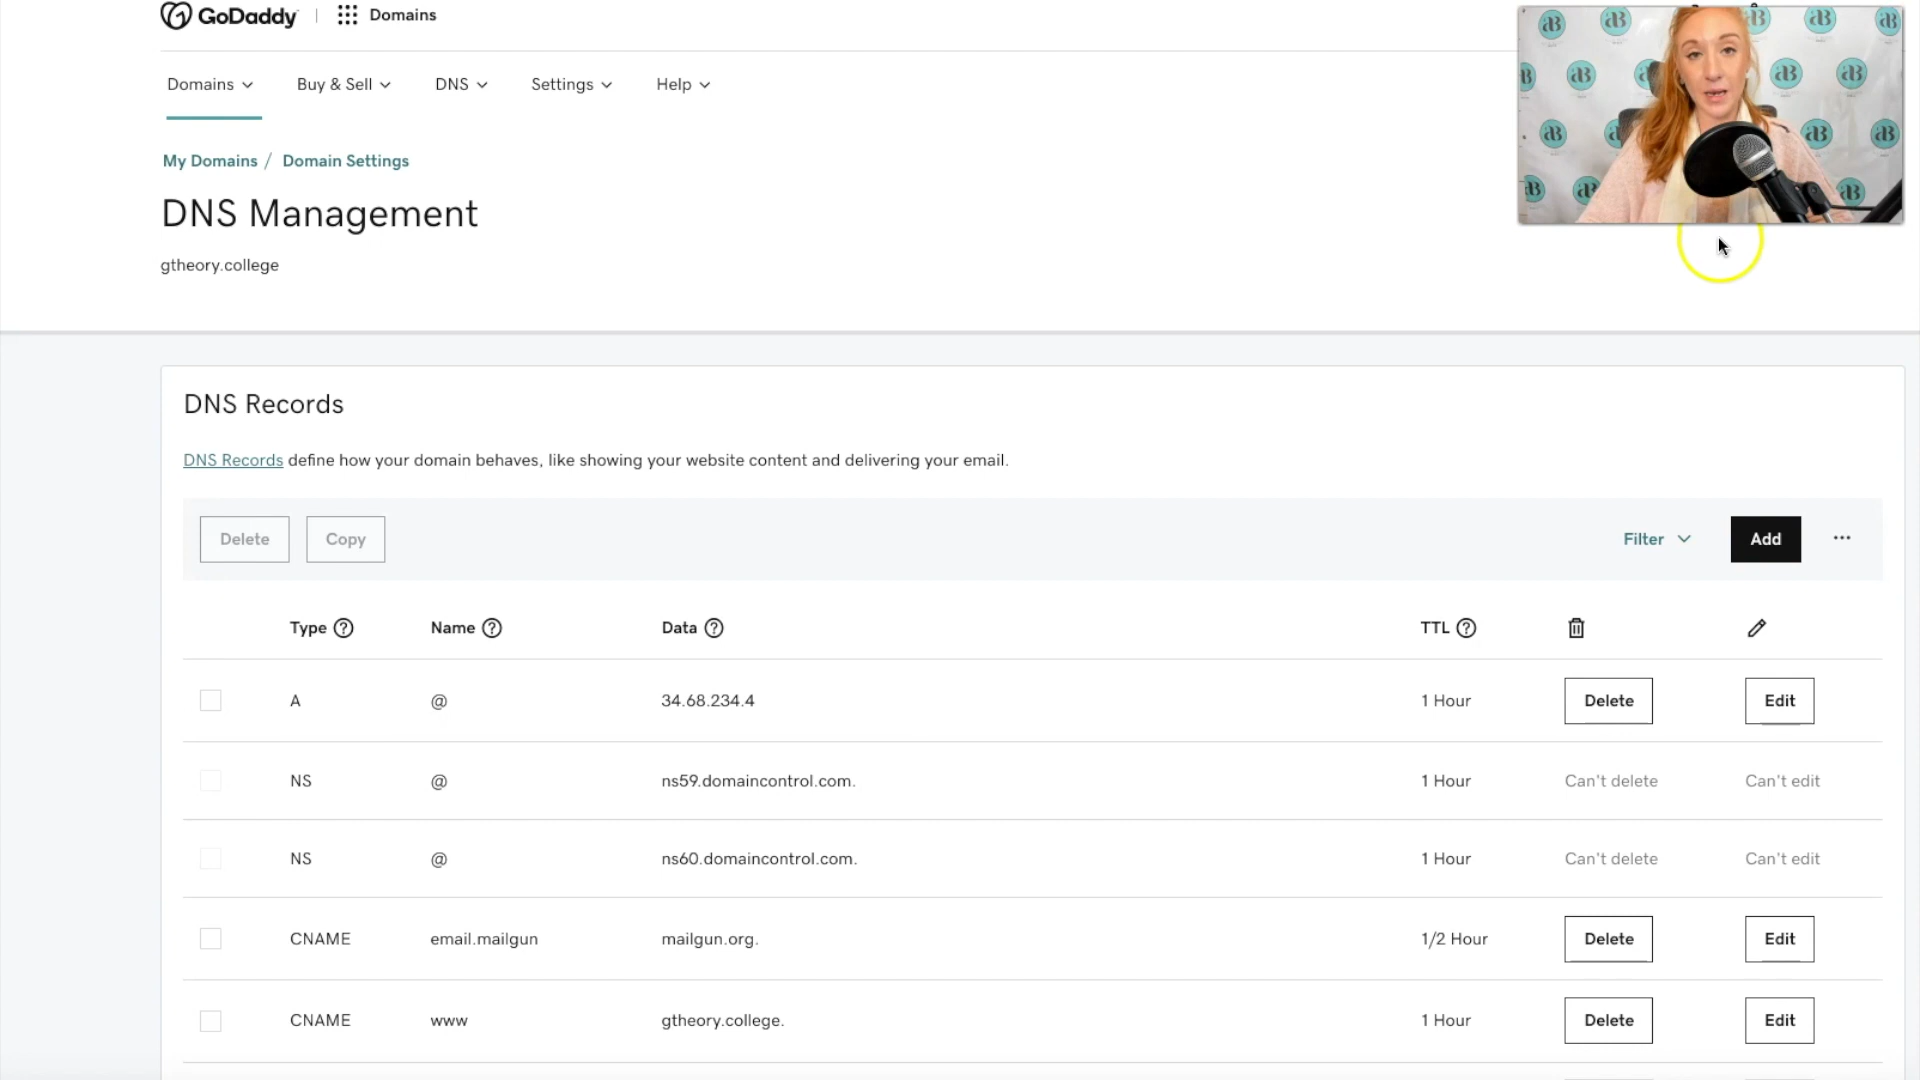 GoDaddy | Domains
Domains Buy & Sell DNS Settings Help
My Domains / Domain Settings
DNS Management
gtheory.college
DNS Records
DNS Records define how your domain behaves, like showing your website content and delivering your email.
Delete Copy Filter Add ...
Type ? Name ? Data ? TTL ?
A @ 34.68.234.4 1 Hour Delete Edit
NS @ ns59.domaincontrol.com. 1 Hour Can't delete Can't edit
NS @ ns60.domaincontrol.com. 1 Hour Can't delete Can't edit
CNAME email.mailgun mailgun.org. 1/2 Hour Delete Edit
CNAME www gtheory.college. 1 Hour Delete Edit